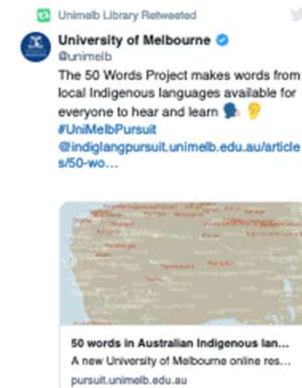 Unimelb Library Retweeted
University of Melbourne
@unimelb
The 50 Words Project makes words from
local Indigenous languages available for
everyone to hear and learn 🗣️ 👂
#UniMelbPursuit
@indiglangpursuit.unimelb.edu.au/article
s/50-wo…
50 words in Australian Indigenous lan...
A new University of Melbourne online res...
pursuit.unimelb.edu.au